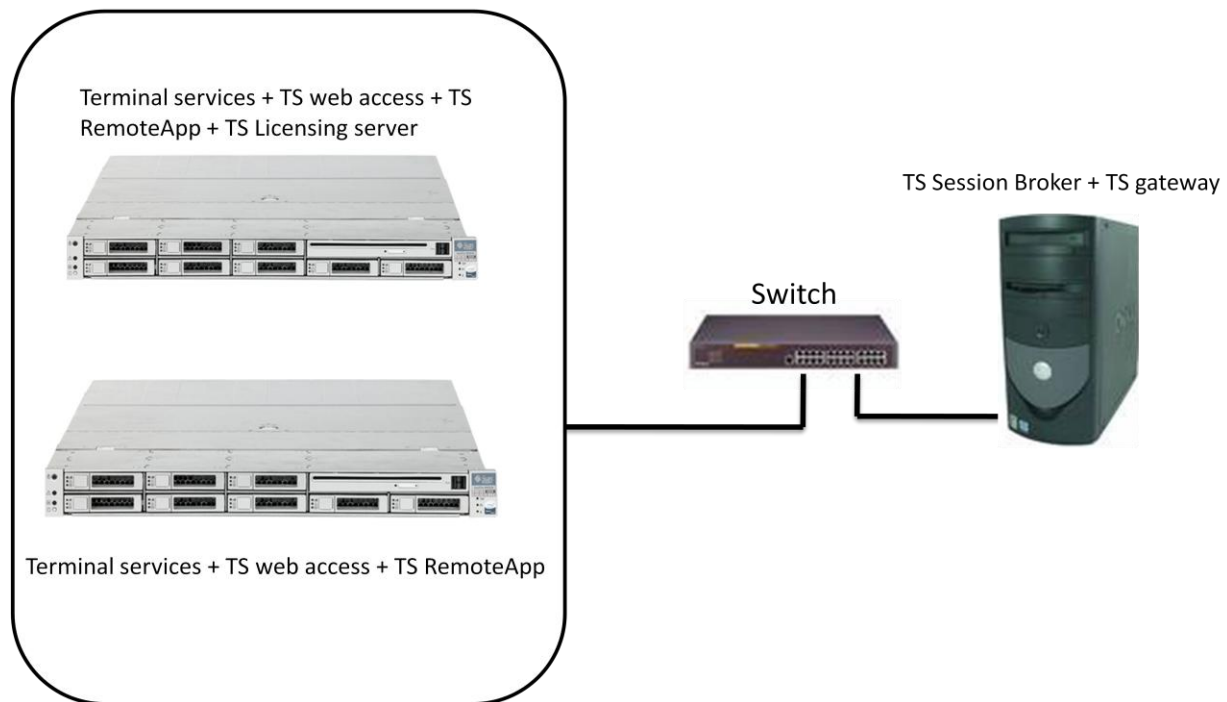 Terminal services + TS web access + TS
RemoteApp + TS Licensing server
TS Session Broker + TS gateway
Switch
Terminal services + TS web access + TS RemoteApp